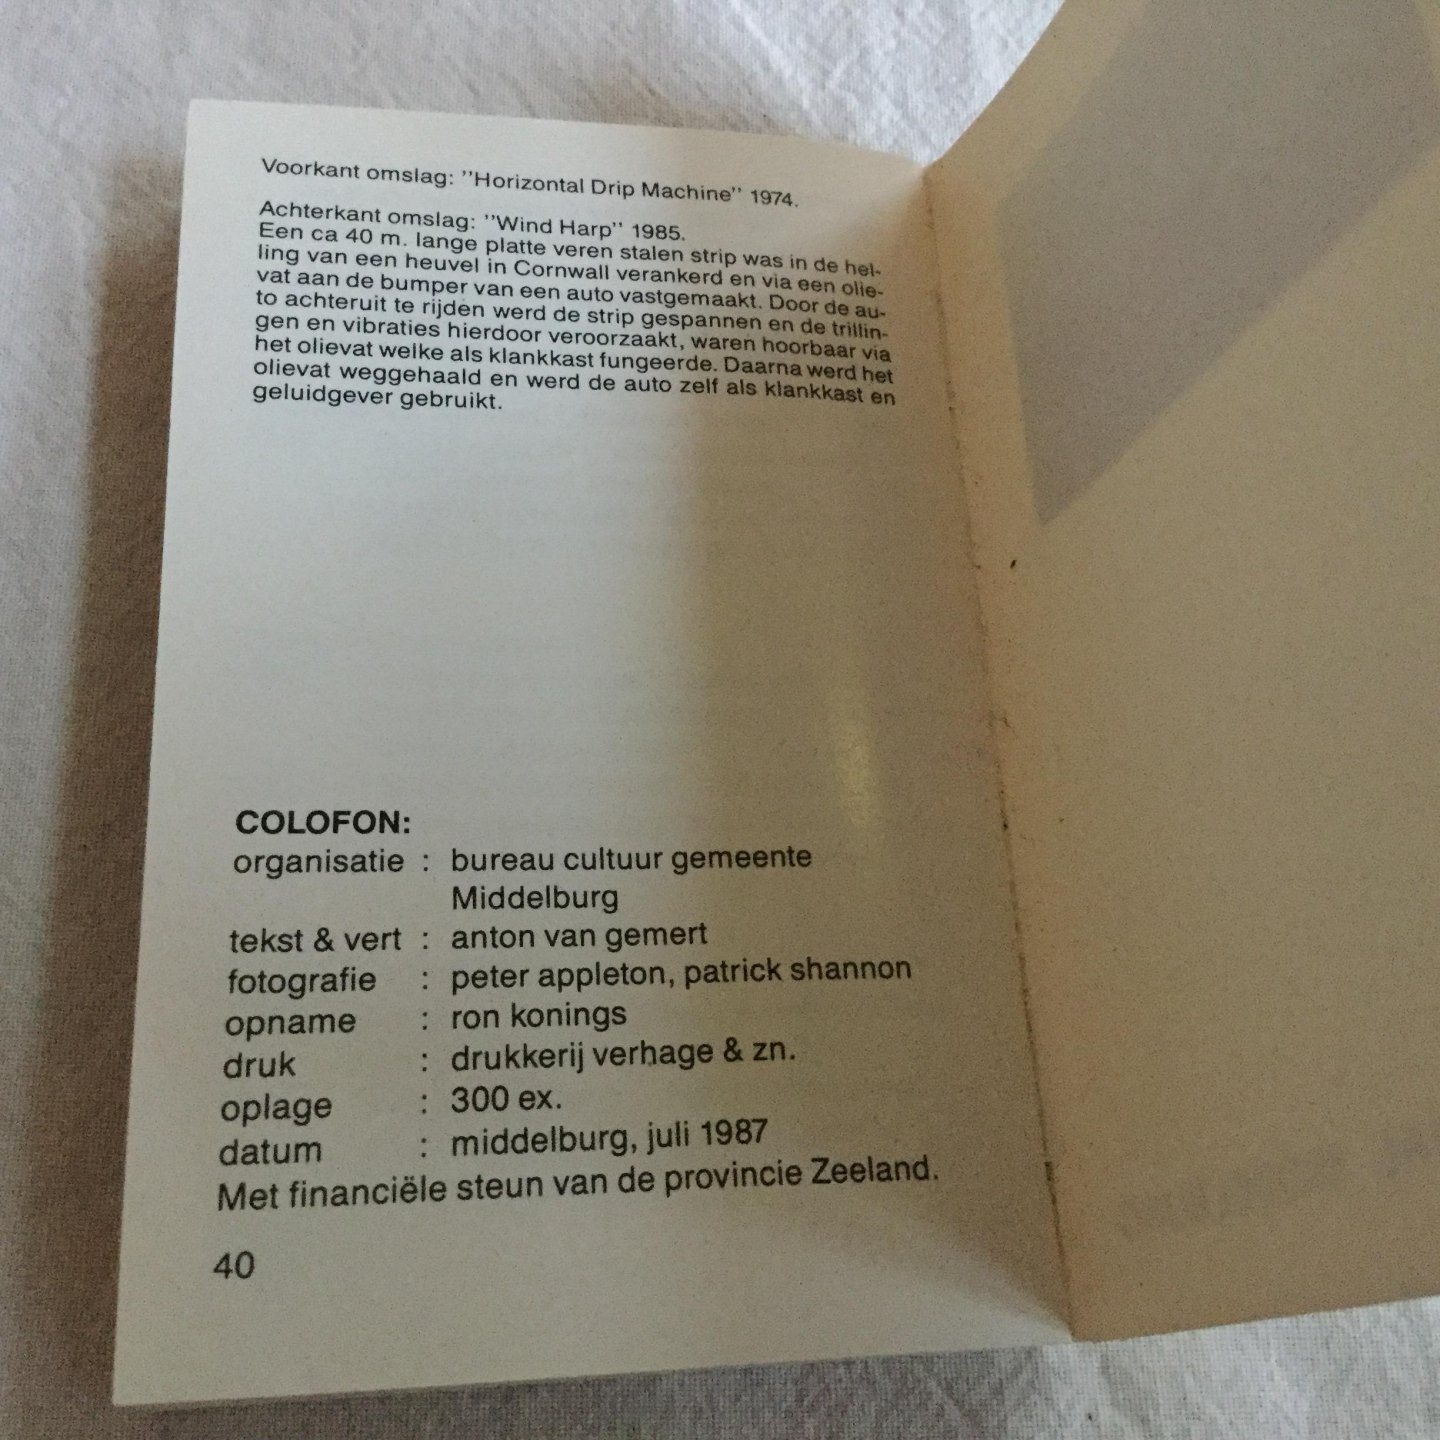 Voorkant omslag: ''Horizontal Drip Machine'' 1974.
Achterkant omslag: ''Wind Harp'' 1985.
Een ca 40 m. lange platte veren stalen strip was in de hel-
ling van een heuvel in Cornwall verankerd en via een olie-
vat aan de bumper van een auto vastgemaakt. Door de au-
to achteruit te rijden werd de strip gespannen en de trillin-
gen en vibraties hierdoor veroorzaakt, waren hoorbaar via
het olievat welke als klankkast fungeerde. Daarna werd het
olievat weggehaald en werd de auto zelf als klankkast en
geluidgever gebruikt.
COLOFON:
organisatie : bureau cultuur gemeente
Middelburg
tekst & vert : anton van gemert
fotografie : peter appleton, patrick shannon
opname : ron konings
druk : drukkerij verhage & zn.
oplage : 300 ex.
datum : middelburg, juli 1987
Met financiële steun van de provincie Zeeland.
40